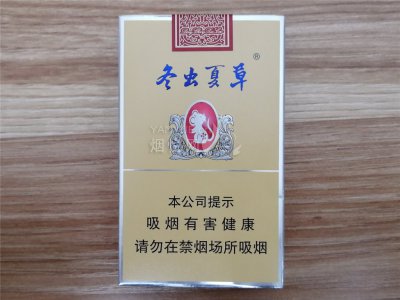 冬虫夏草®
本公司提示
吸烟有害健康
请勿在禁烟场所吸烟